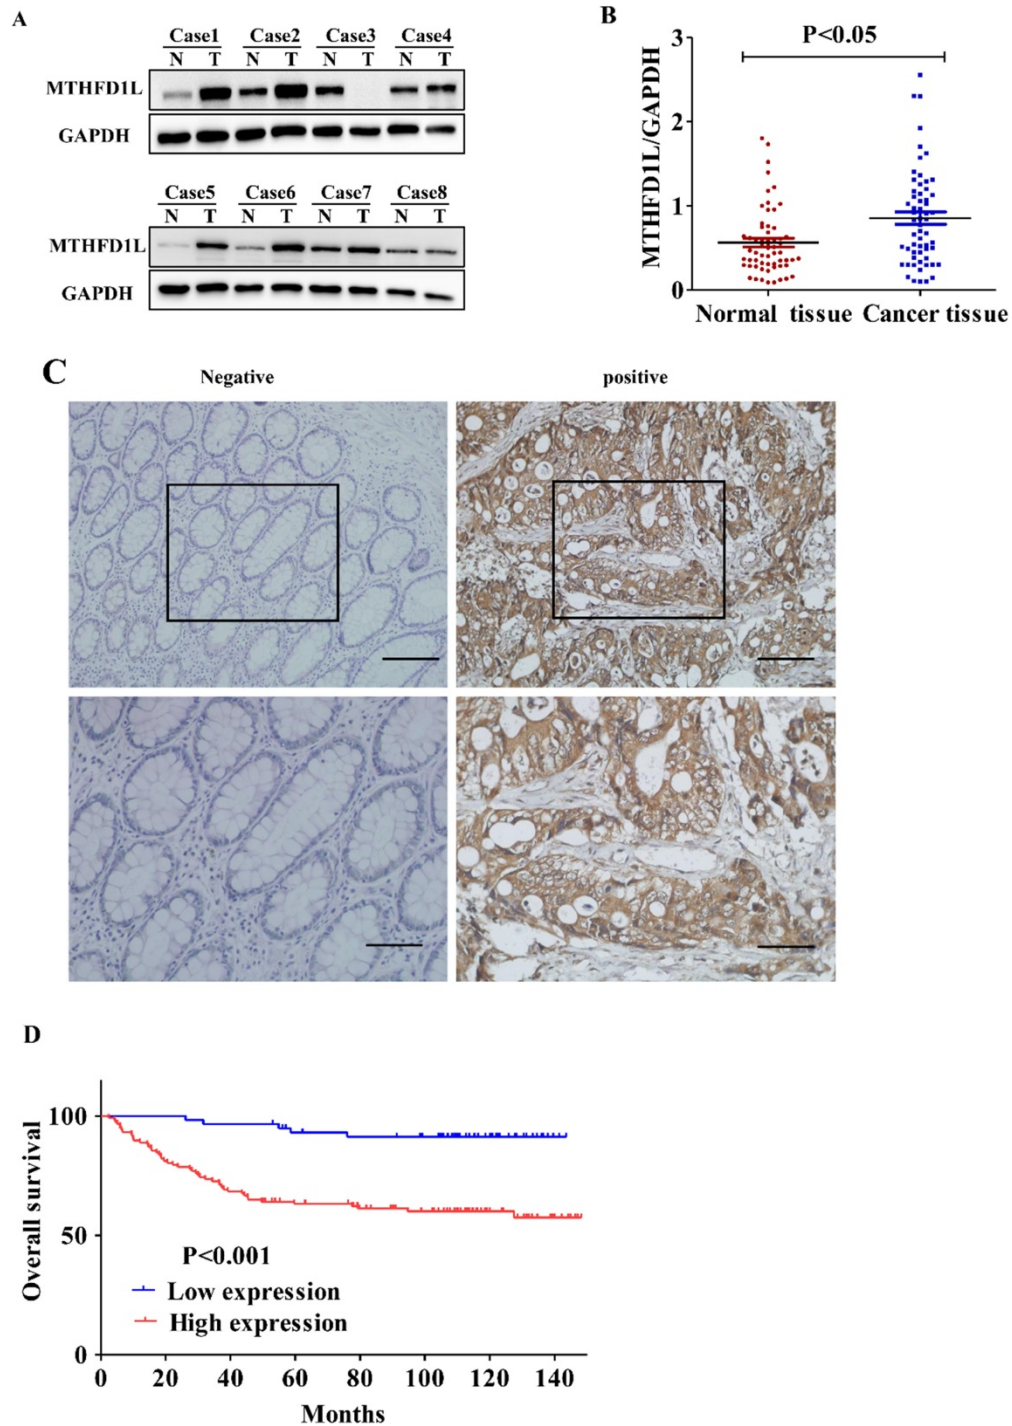 A
Case1 Case2 Case3 Case4
N T N T N T N T
MTHFD1L
GAPDH
Case5 Case6 Case7 Case8
N T N T N T N T
MTHFD1L
GAPDH
B
P<0.05
MTHFD1L/GAPDH
3
2
1
0
Normal tissue Cancer tissue
C
Negative positive
D
Overall survival
100
50
0
P<0.001
Low expression
High expression
0 20 40 60 80 100 120 140
Months